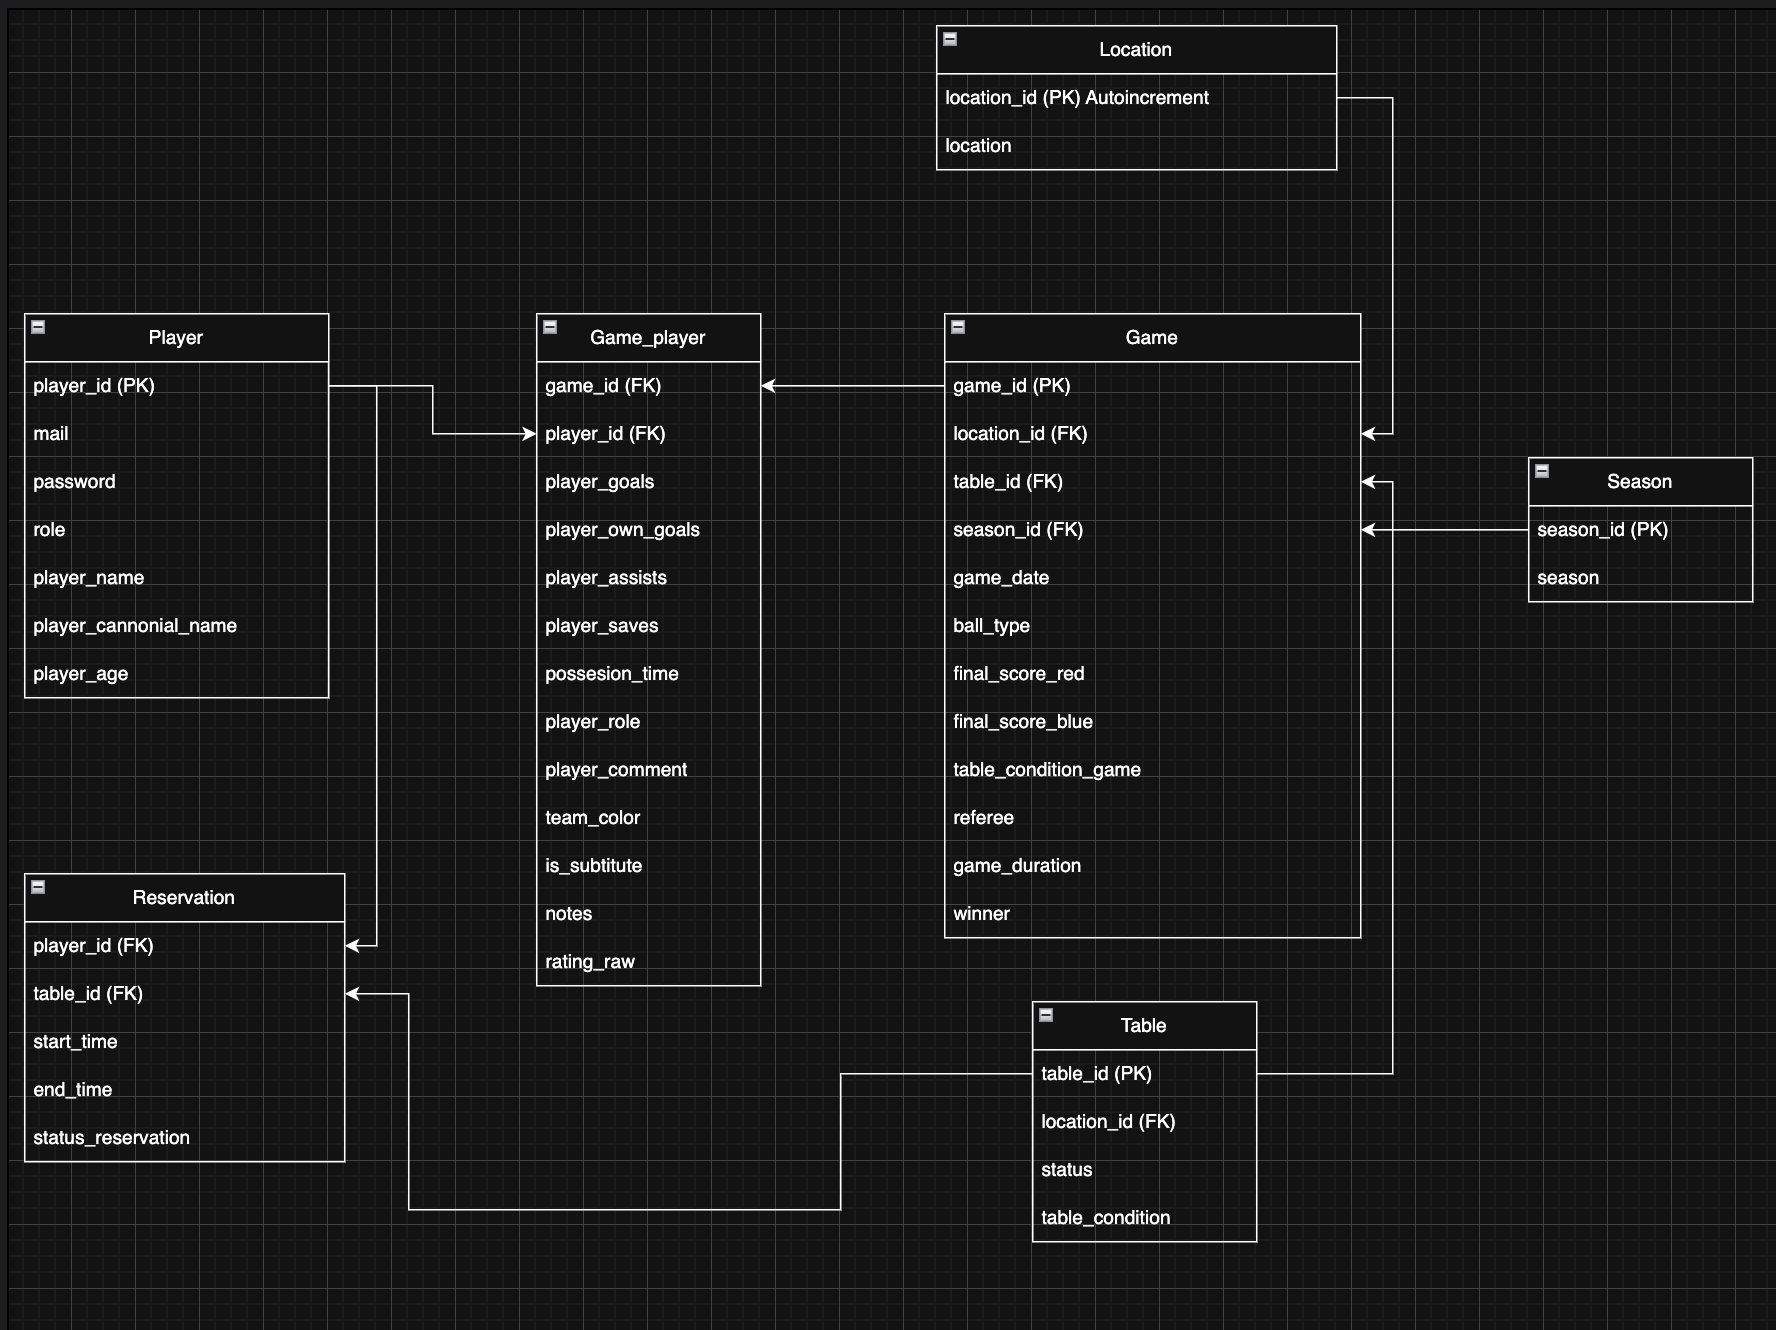 Location
location_id (PK) Autoincrement
location
Player
player_id (PK)
mail
password
role
player_name
player_cannonial_name
player_age
Game_player
game_id (FK)
player_id (FK)
player_goals
player_own_goals
player_assists
player_saves
possesion_time
player_role
player_comment
team_color
is_subtitute
notes
rating_raw
Game
game_id (PK)
location_id (FK)
table_id (FK)
season_id (FK)
game_date
ball_type
final_score_red
final_score_blue
table_condition_game
referee
game_duration
winner
Season
season_id (PK)
season
Reservation
player_id (FK)
table_id (FK)
start_time
end_time
status_reservation
Table
table_id (PK)
location_id (FK)
status
table_condition